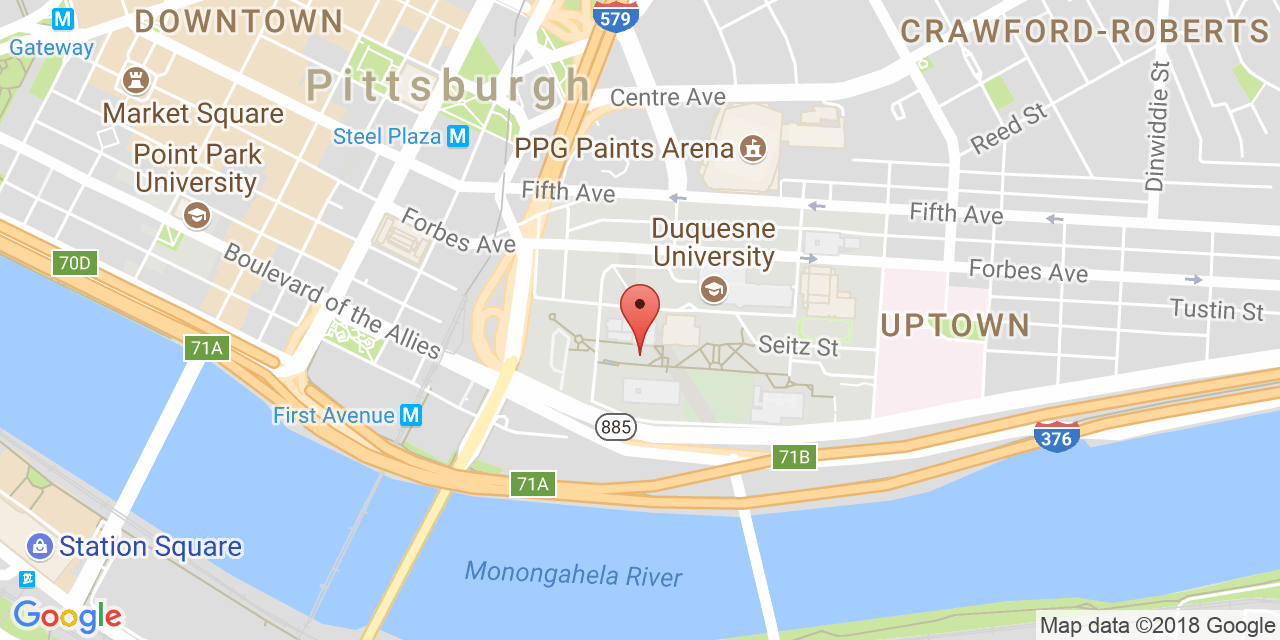 DOWNTOWN
579
CRAWFORD-ROBERTS
Gateway
Pittsburgh
Centre Ave
Dinwiddie St
Market Square
Reed St
Steel Plaza
PPG Paints Arena
Point Park
University
Fifth Ave
Fifth Ave
Forbes Ave
Duquesne
University
70D
Boulevard of the Allies
Forbes Ave
Tustin St
UPTOWN
71A
Seitz St
First Avenue
885
376
71B
71A
Station Square
Monongahela River
Google
Map data ©2018 Google